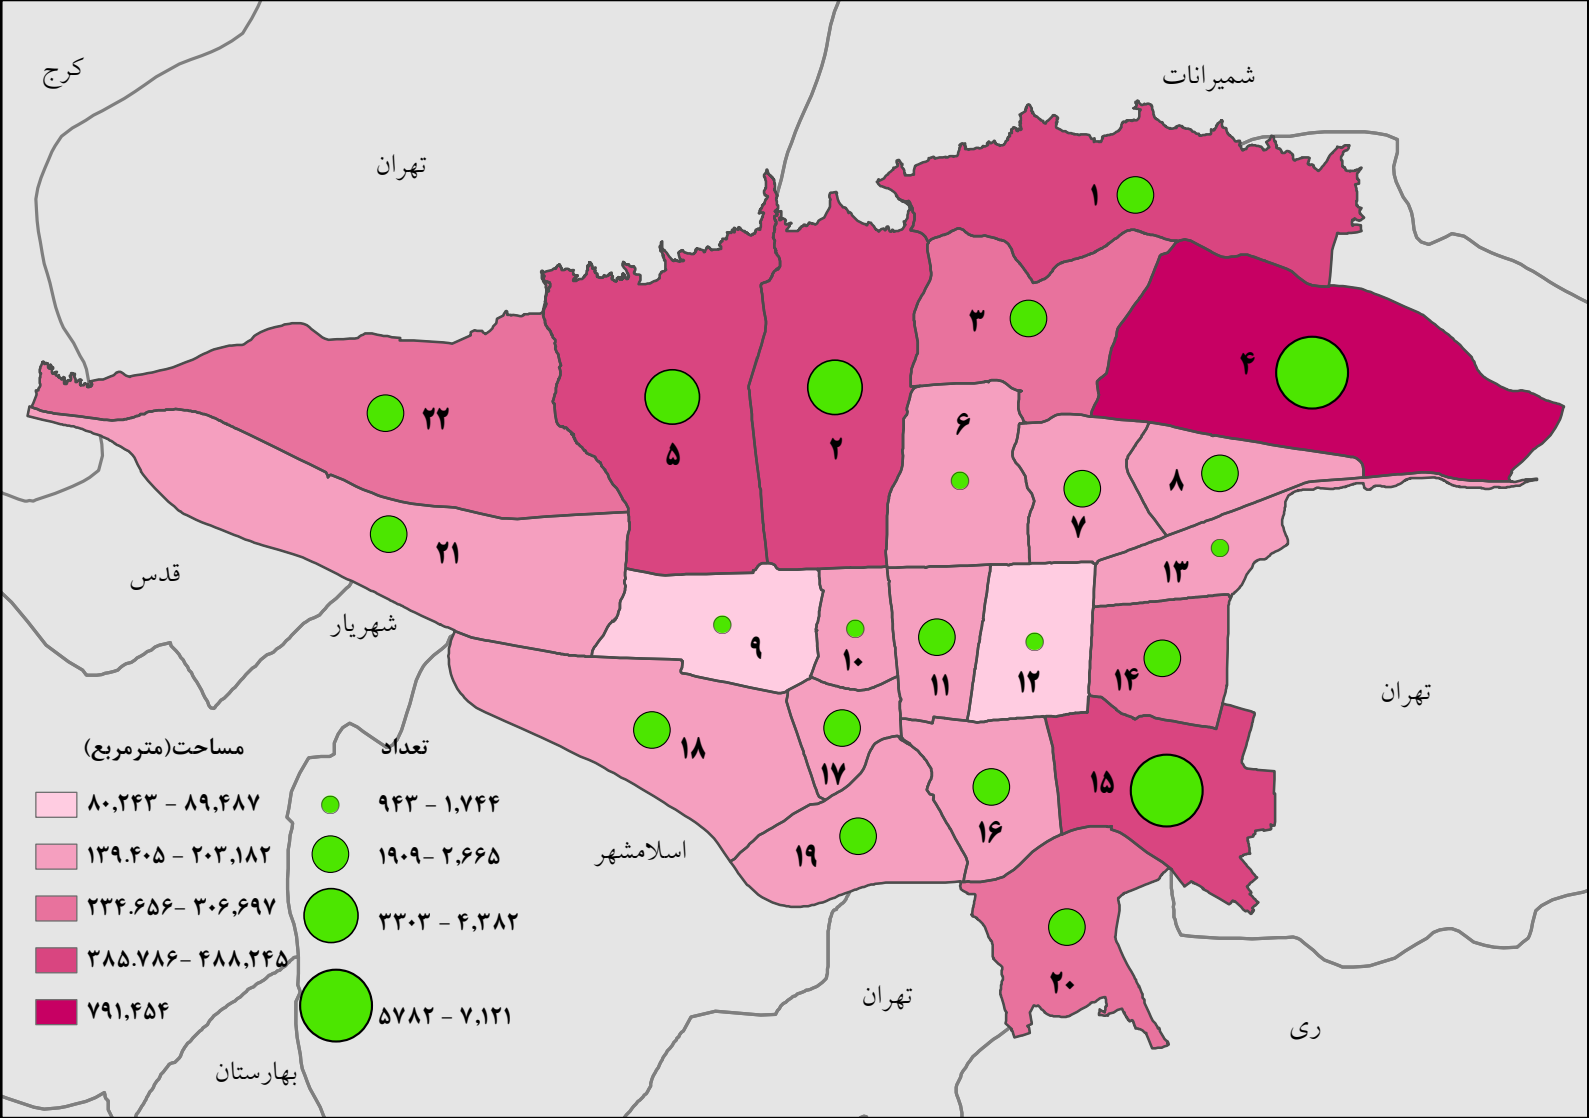 کرج
شمیرانات
تهران
۱
۳
۴
۲۲
۵
۲
۶
۸
۷
۲۱
۱۳
قدس
شهریار
۹
۱۰
۱۱
۱۲
۱۴
تهران
۱۸
۱۷
۱۵
۱۶
۱۹
اسلامشهر
۲۰
تهران
ری
بهارستان
مساحت(مترمربع)
۸۰,۲۴۳ - ۸۹,۴۸۷
۱۳۹.۴۰۵ - ۲۰۳,۱۸۲
۲۳۴.۶۵۶- ۳۰۶,۶۹۷
۳۸۵.۷۸۶- ۴۸۸,۲۴۵
۷۹۱,۴۵۴
تعداد
۹۴۳ - ۱,۷۴۴
۱۹۰۹- ۲,۶۶۵
۳۳۰۳ - ۴,۳۸۲
۵۷۸۲ - ۷,۱۲۱